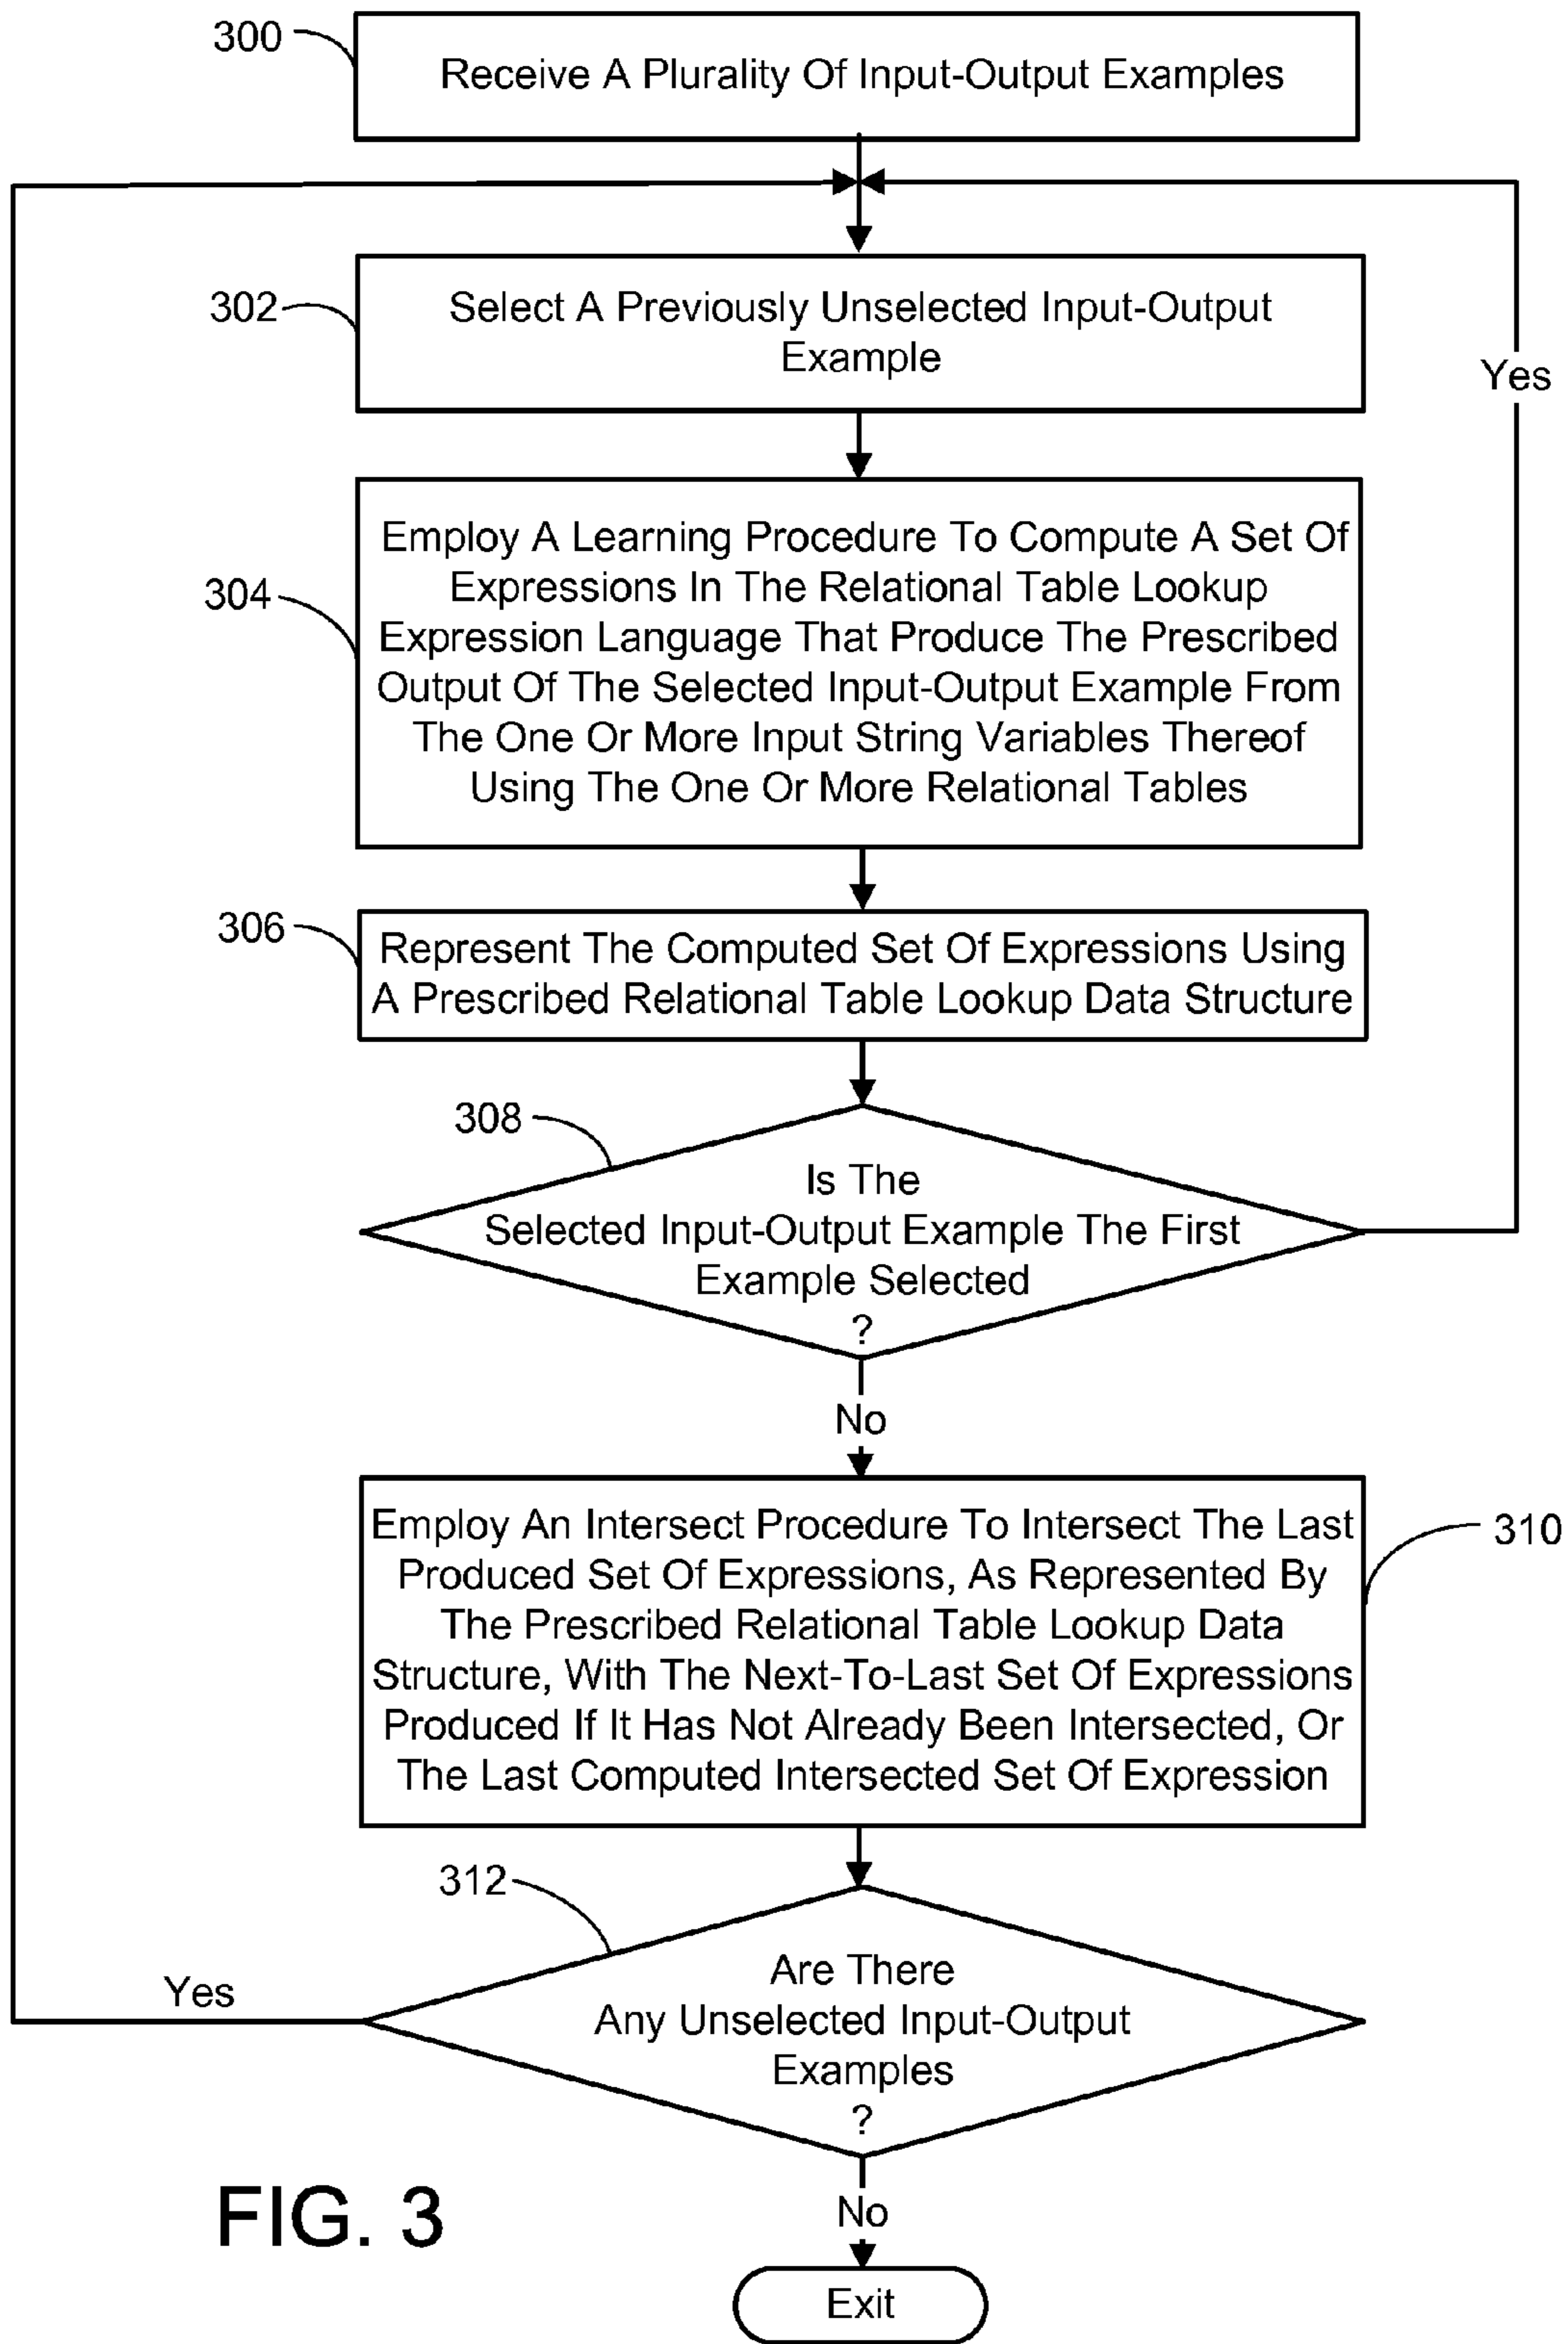 300
Receive A Plurality Of Input-Output Examples
302
Select A Previously Unselected Input-Output
Example
Yes
304
Employ A Learning Procedure To Compute A Set Of
Expressions In The Relational Table Lookup
Expression Language That Produce The Prescribed
Output Of The Selected Input-Output Example From
The One Or More Input String Variables Thereof
Using The One Or More Relational Tables
306
Represent The Computed Set Of Expressions Using
A Prescribed Relational Table Lookup Data Structure
308
Is The
Selected Input-Output Example The First
Example Selected
?
No
310
Employ An Intersect Procedure To Intersect The Last
Produced Set Of Expressions, As Represented By
The Prescribed Relational Table Lookup Data
Structure, With The Next-To-Last Set Of Expressions
Produced If It Has Not Already Been Intersected, Or
The Last Computed Intersected Set Of Expression
312
Are There
Any Unselected Input-Output
Examples
?
Yes
No
Exit
FIG. 3